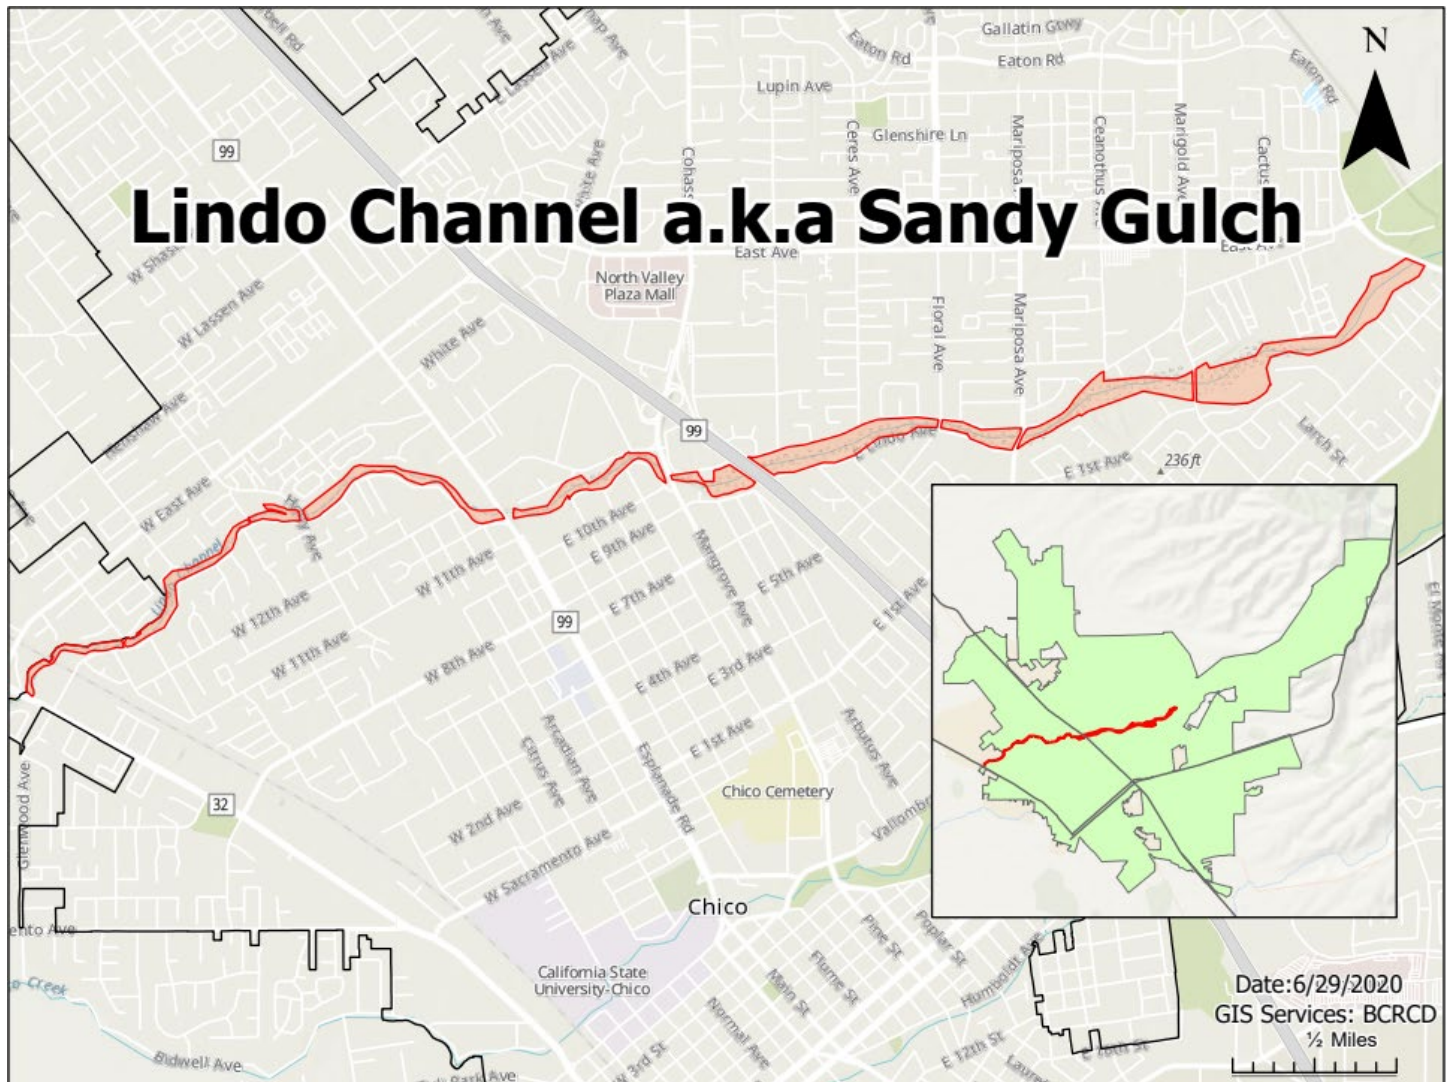 Gallatin Gtwy
Eaton Rd
Eaton Rd
Eaton Rd
N
E Lassen Ave
Lupin Ave
99
Glenshire Ln
Ceres Ave
Mariposa
Marigold Ave
Cactus
Lindo Channel a.k.a Sandy Gulch
East Ave
North Valley
Plaza Mall
W Lassen Ave
White Ave
Floral Ave
Mariposa Ave
99
E Lindo Ave
Larch St
E 1st Ave
236 ft
W East Ave
E 10th Ave
E 9th Ave
Mangrove Ave
E 5th Ave
E 7th Ave
E 1st Ave
W 11th Ave
W 12th Ave
W 11th Ave
99
W 8th Ave
E 4th Ave
E 3rd Ave
E 1st Ave
Arcadian Ave
Citrus Ave
Esplanade Rd
Arbutus Ave
Chico Cemetery
Glenwood Ave
32
W 2nd Ave
W Sacramento Ave
Chico
California State
University-Chico
Pine St
Poplar St
Flume St
Main St
Humboldt Ave
Normal Ave
W 3rd St
E 12th St
Creek
Bidwell Ave
Date:6/29/2020
GIS Services: BCRCD
½ Miles